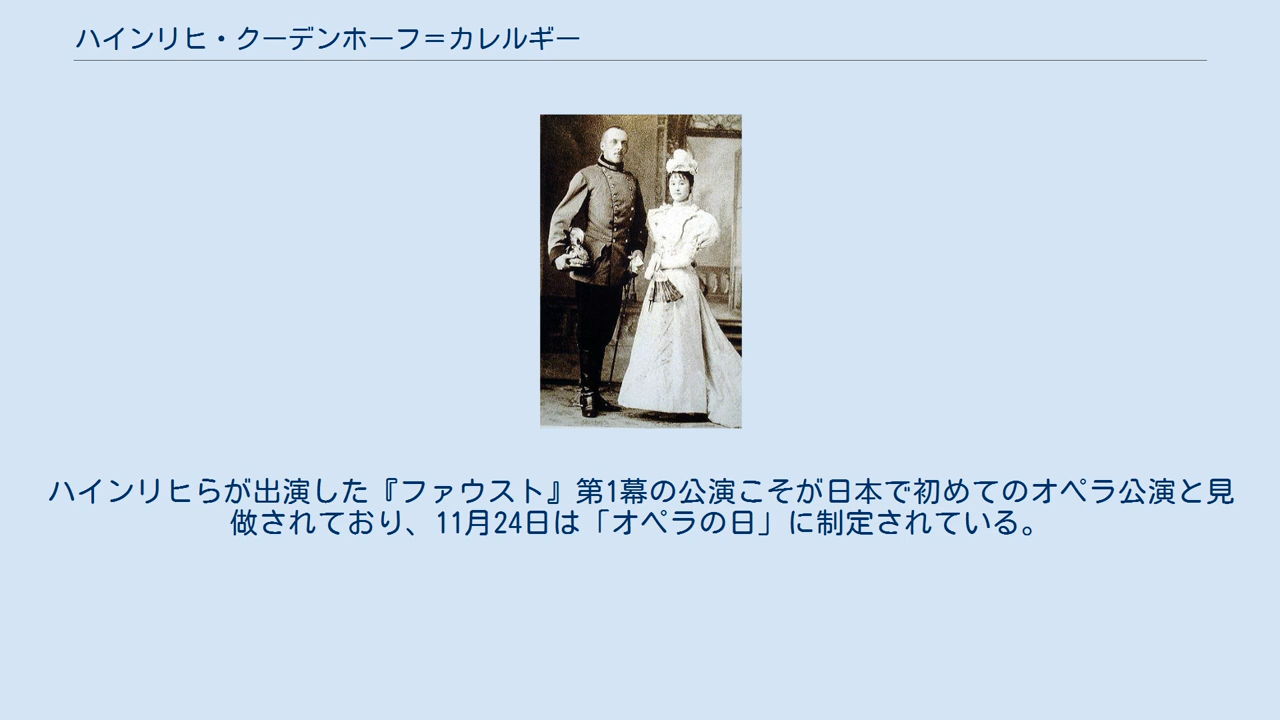 ハインリヒ・クーデンホーフ＝カレルギー
ハインリヒらが出演した『ファウスト』第1幕の公演こそが日本で初めてのオペラ公演と見
做されており、11月24日は「オペラの日」に制定されている。